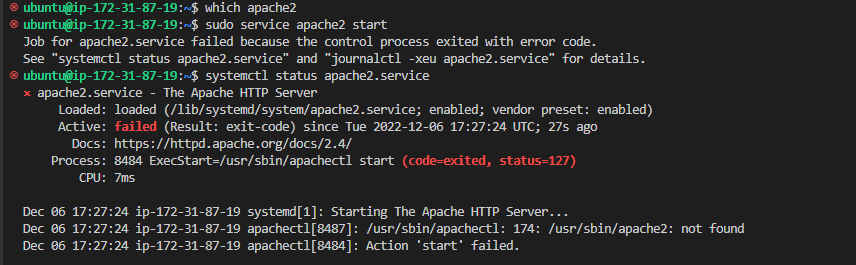 ubuntu@ip-172-31-87-19:~$ which apache2
ubuntu@ip-172-31-87-19:~$ sudo service apache2 start
Job for apache2.service failed because the control process exited with error code.
See "systemctl status apache2.service" and "journalctl -xeu apache2.service" for details.
ubuntu@ip-172-31-87-19:~$ systemctl status apache2.service
× apache2.service - The Apache HTTP Server
Loaded: loaded (/lib/systemd/system/apache2.service; enabled; vendor preset: enabled)
Active: failed (Result: exit-code) since Tue 2022-12-06 17:27:24 UTC; 27s ago
Docs: https://httpd.apache.org/docs/2.4/
Process: 8484 ExecStart=/usr/sbin/apachectl start (code=exited, status=127)
CPU: 7ms

Dec 06 17:27:24 ip-172-31-87-19 systemd[1]: Starting The Apache HTTP Server...
Dec 06 17:27:24 ip-172-31-87-19 apachectl[8487]: /usr/sbin/apachectl: 174: /usr/sbin/apache2: not found
Dec 06 17:27:24 ip-172-31-87-19 apachectl[8484]: Action 'start' failed.